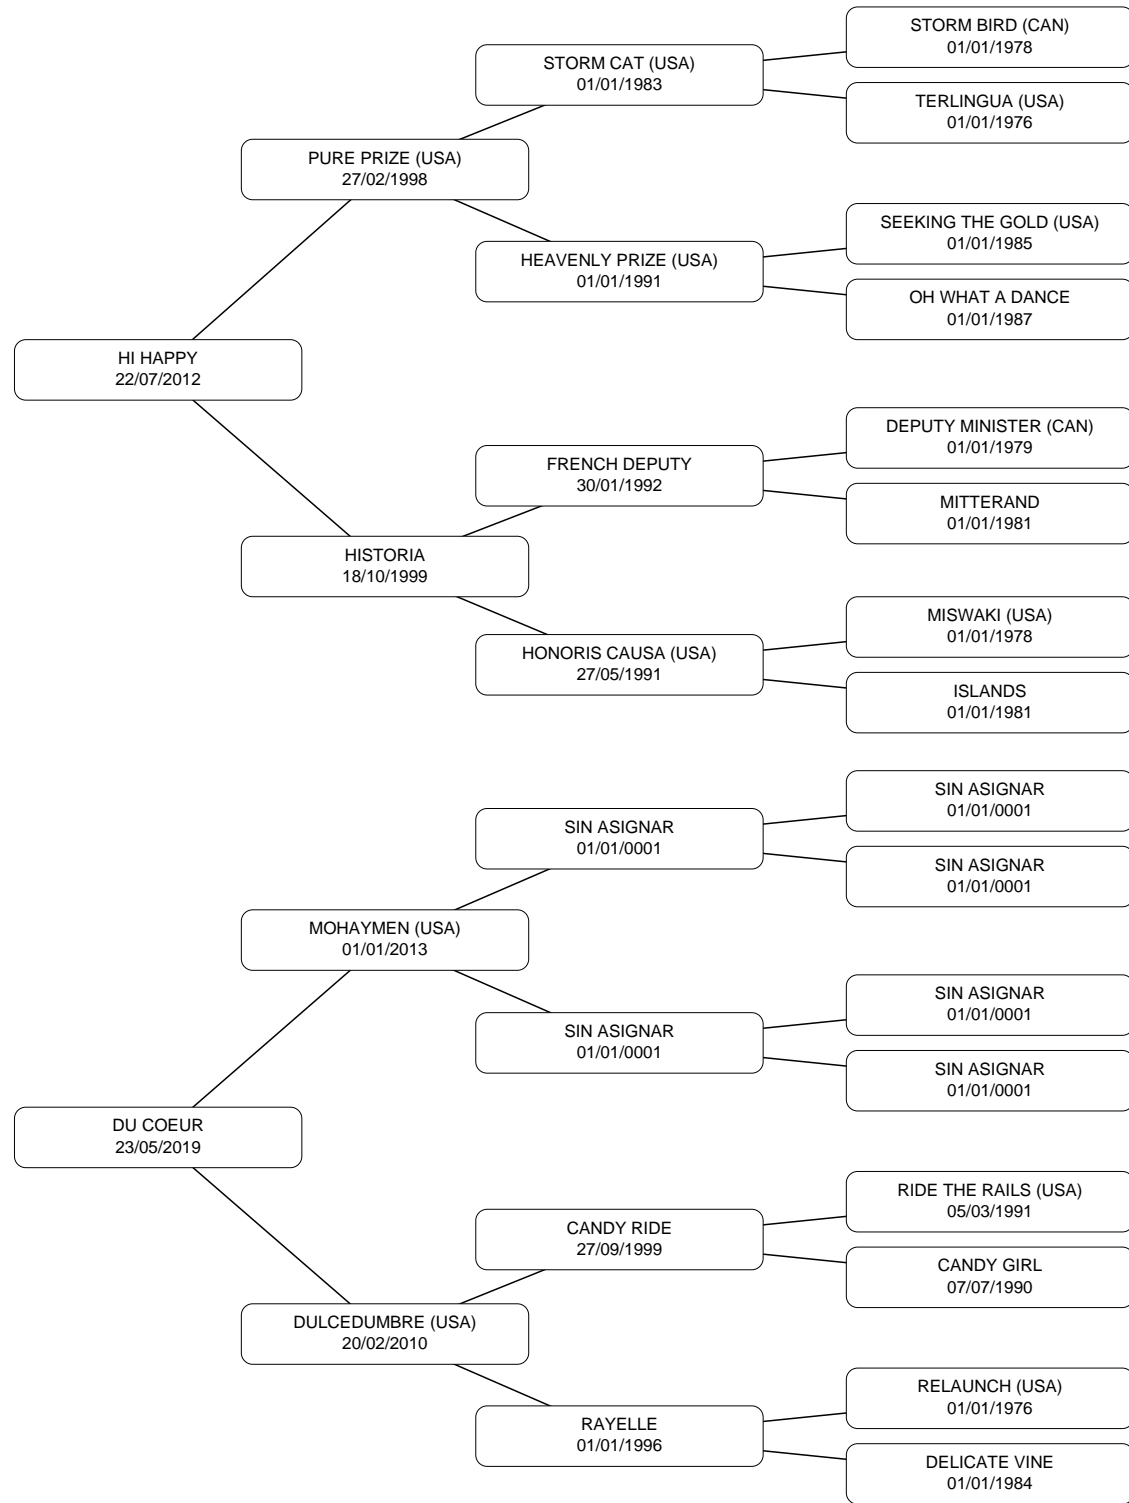 STORM BIRD (CAN)
01/01/1978
STORM CAT (USA)
01/01/1983
TERLINGUA (USA)
01/01/1976
PURE PRIZE (USA)
27/02/1998
SEEKING THE GOLD (USA)
01/01/1985
HEAVENLY PRIZE (USA)
01/01/1991
OH WHAT A DANCE
01/01/1987
HI HAPPY
22/07/2012
DEPUTY MINISTER (CAN)
01/01/1979
FRENCH DEPUTY
30/01/1992
MITTERAND
01/01/1981
HISTORIA
18/10/1999
MISWAKI (USA)
01/01/1978
HONORIS CAUSA (USA)
27/05/1991
ISLANDS
01/01/1981
SIN ASIGNAR
01/01/0001
SIN ASIGNAR
01/01/0001
SIN ASIGNAR
01/01/0001
MOHAYMEN (USA)
01/01/2013
SIN ASIGNAR
01/01/0001
SIN ASIGNAR
01/01/0001
SIN ASIGNAR
01/01/0001
DU COEUR
23/05/2019
RIDE THE RAILS (USA)
05/03/1991
CANDY RIDE
27/09/1999
CANDY GIRL
07/07/1990
DULCEDUMBRE (USA)
20/02/2010
RELAUNCH (USA)
01/01/1976
RAYELLE
01/01/1996
DELICATE VINE
01/01/1984